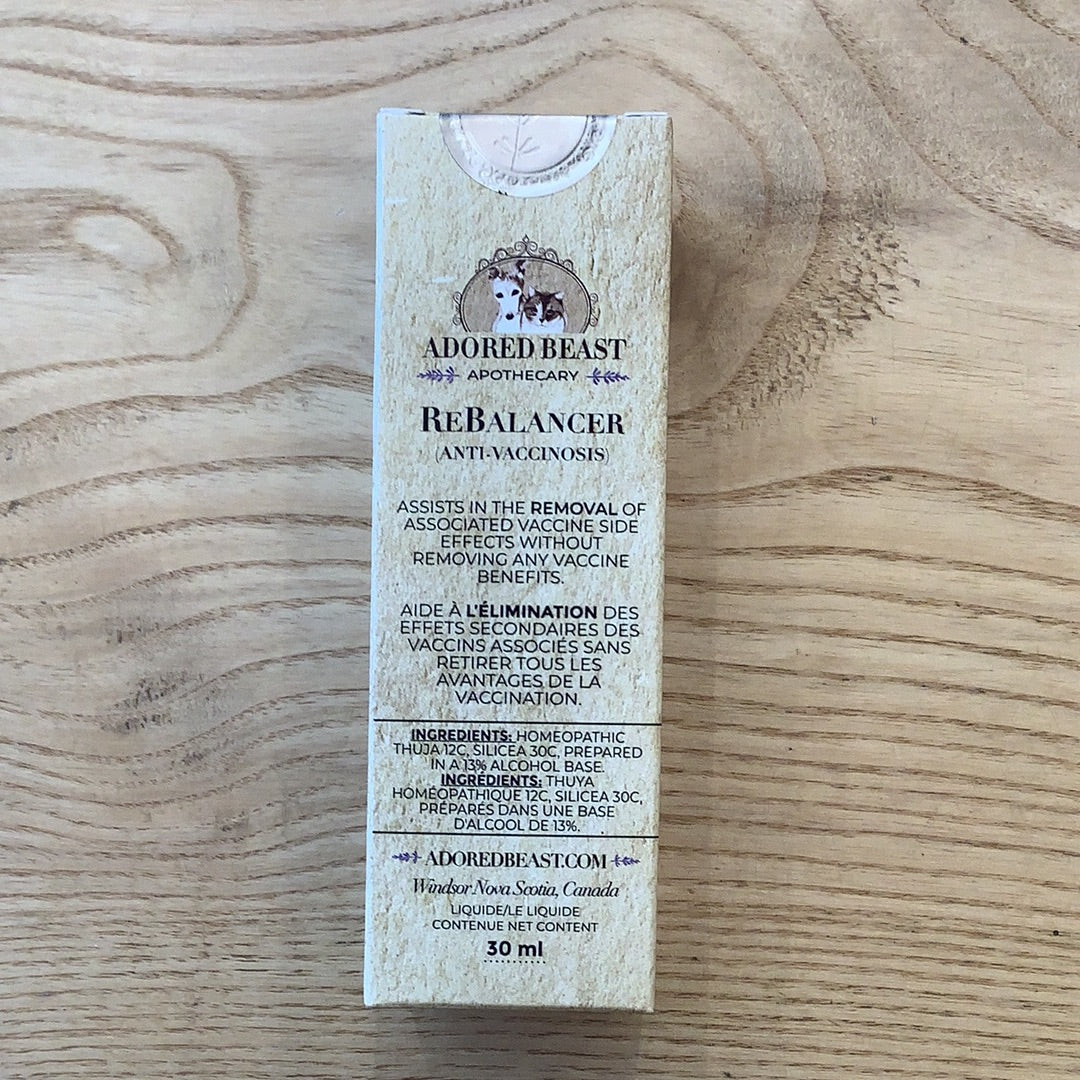 ADORED BEAST
APOTHECARY
REBALANCER
(ANTI-VACCINOSIS)
ASSISTS IN THE REMOVAL OF
ASSOCIATED VACCINE SIDE
EFFECTS WITHOUT
REMOVING ANY VACCINE
BENEFITS.
AIDE À L'ÉLIMINATION DES
EFFETS SECONDAIRES DES
VACCINS ASSOCIÉS SANS
RETIRER TOUS LES
AVANTAGES DE LA
VACCINATION.
INGREDIENTS: HOMEOPATHIC
THUJA 12C, SILICEA 30C, PREPARED
IN A 13% ALCOHOL BASE.
INGRÉDIENTS: THUYA
HOMÉOPATHIQUE 12C, SILICEA 30C,
PRÉPARÉS DANS UNE BASE
D'ALCOOL DE 13%.
ADOREDBEAST.COM
Windsor Nova Scotia, Canada
LIQUIDE/LE LIQUIDE
CONTENUE NET CONTENT
30 ml